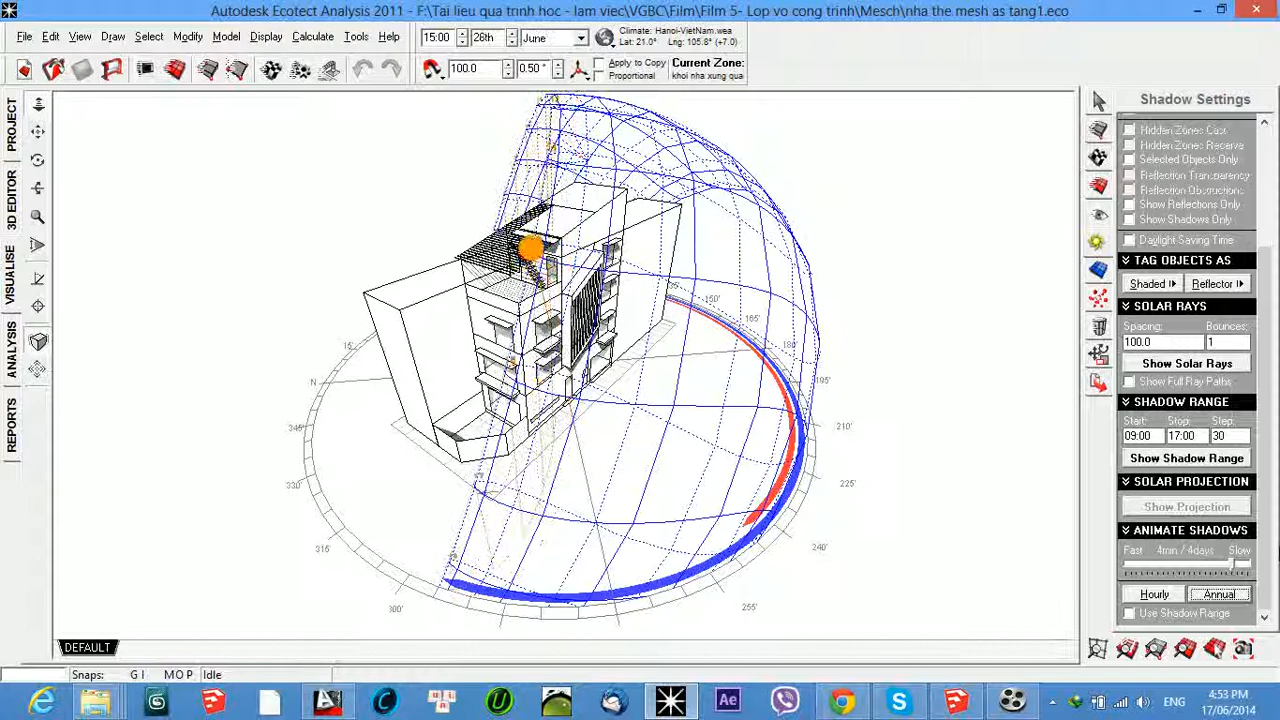 Autodesk Ecotect Analysis 2011 - F:\Tai lieu qua trinh hoc - lam viec\VGBC\Film\Film 5- Lop vo cong trinh\Mesch\nha the mesh as tang1.eco
File Edit View Draw Select Modify Model Display Calculate Tools Help
15:00 28th June Climate: Hanoi-VietNam.wea
Lat: 21.0° Lng: 105.8° (+7.0)
100.0 0.50 ° Apply to Copy Current Zone:
Proportional khoi nha xung qua
PROJECT
3D EDITOR
VISUALISE
ANALYSIS
REPORTS
Shadow Settings
Hidden Zones Cast
Hidden Zones Receive
Selected Objects Only
Reflection Transparency
Reflection Obstructions
Show Reflections Only
Show Shadows Only
Daylight Saving Time
TAG OBJECTS AS
Shaded Reflector
SOLAR RAYS
Spacing: Bounces:
100.0 1
Show Solar Rays
Show Full Ray Paths
SHADOW RANGE
Start: Stop: Step:
09:00 17:00 30
Show Shadow Range
SOLAR PROJECTION
Show Projection
ANIMATE SHADOWS
Fast 4min / 4days Slow
Hourly Annual
Use Shadow Range
150°
165°
180°
195°
210°
225°
240°
255°
300°
315°
330°
345°
N
15°
DEFAULT
Snaps: G I M O P Idle
Ae
ENG
4:53 PM
17/06/2014